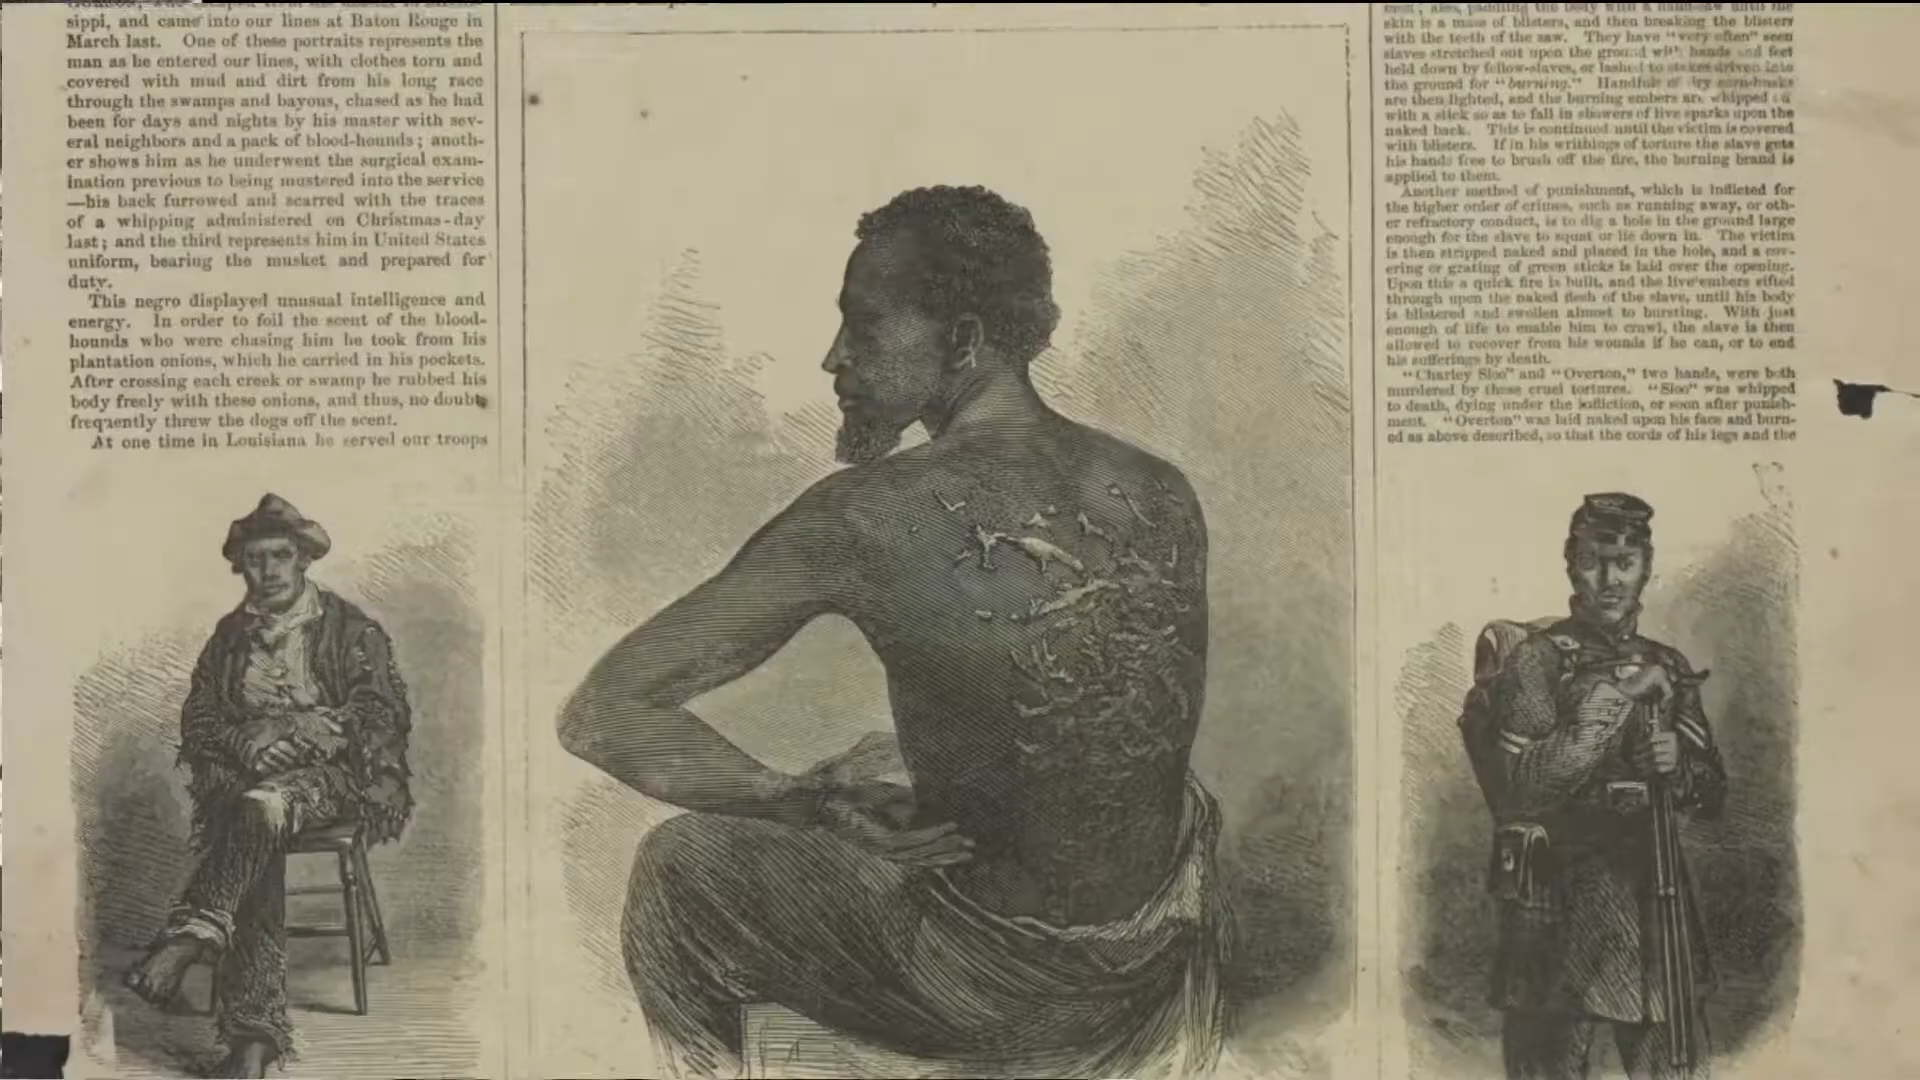 sippi, and came into our lines at Baton Rouge in
March last. One of these portraits represents the
man as he entered our lines, with clothes torn and
covered with mud and dirt from his long race
through the swamps and bayous, chased as he had
been for days and nights by his master with sev-
eral neighbors and a pack of blood-hounds; anoth-
er shows him as he underwent the surgical exam-
ination previous to being mustered into the service
—his back furrowed and scarred with the traces
of a whipping administered on Christmas-day
last; and the third represents him in United States
uniform, bearing the musket and prepared for
duty.
This negro displayed unusual intelligence and
energy. In order to foil the scent of the blood-
hounds who were chasing him he took from his
plantation onions, which he carried in his pockets.
After crossing each creek or swamp he rubbed his
body freely with these onions, and thus, no doubt,
frequently threw the dogs off the scent.
At one time in Louisiana he served our troops
skin is a mass of blisters, and then breaking the blisters
with the teeth of the saw. They have "very often" seen
slaves stretched out upon the ground with hands and feet
held down by fellow-slaves, or lashed to stakes driven into
the ground for "burning." Handfuls of dry corn-husks
are then lighted, and the burning embers are whipped
with a stick so as to fall in showers of live sparks upon the
naked back. This is continued until the victim is covered
with blisters. If in his writhings of torture the slave gets
his hands free to brush off the fire, the burning brand is
applied to them.
Another method of punishment, which is inflicted for
the higher order of crimes, such as running away, or oth-
er refractory conduct, is to dig a hole in the ground large
enough for the slave to squat or lie down in. The victim
is then stripped naked and placed in the hole, and a cov-
ering or grating of green sticks is laid over the opening.
Upon this a quick fire is built, and the live embers sifted
through upon the naked flesh of the slave, until his body
is blistered and swollen almost to bursting. With just
enough of life to enable him to crawl, the slave is then
allowed to recover from his wounds if he can, or to end
his sufferings by death.
"Charley Sloo" and "Overton," two hands, were both
murdered by these cruel tortures. "Sloo" was whipped
to death, dying under the infliction, or soon after punish-
ment. "Overton" was laid naked upon his face and burn-
ed as above described, so that the cords of his legs and the